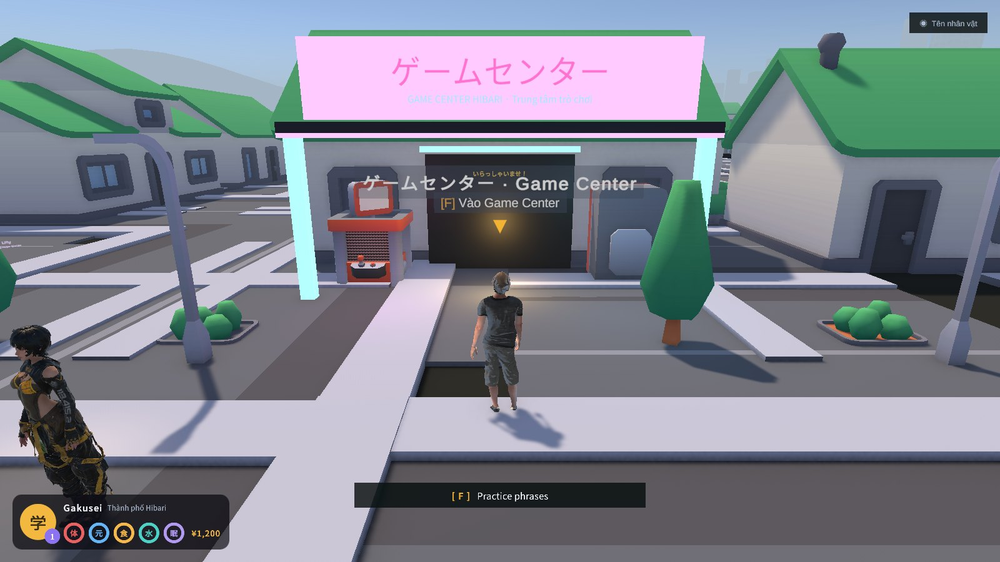 ◉ Tên nhân vật
ゲームセンター
GAME CENTER HIBARI · Trung tâm trò chơi
いらっしゃいませ！
ゲームセンター · Game Center
[F] Vào Game Center
[ F ] Practice phrases
Gakusei Thành phố Hibari
学
1
体 元 食 水 眠 ¥1,200